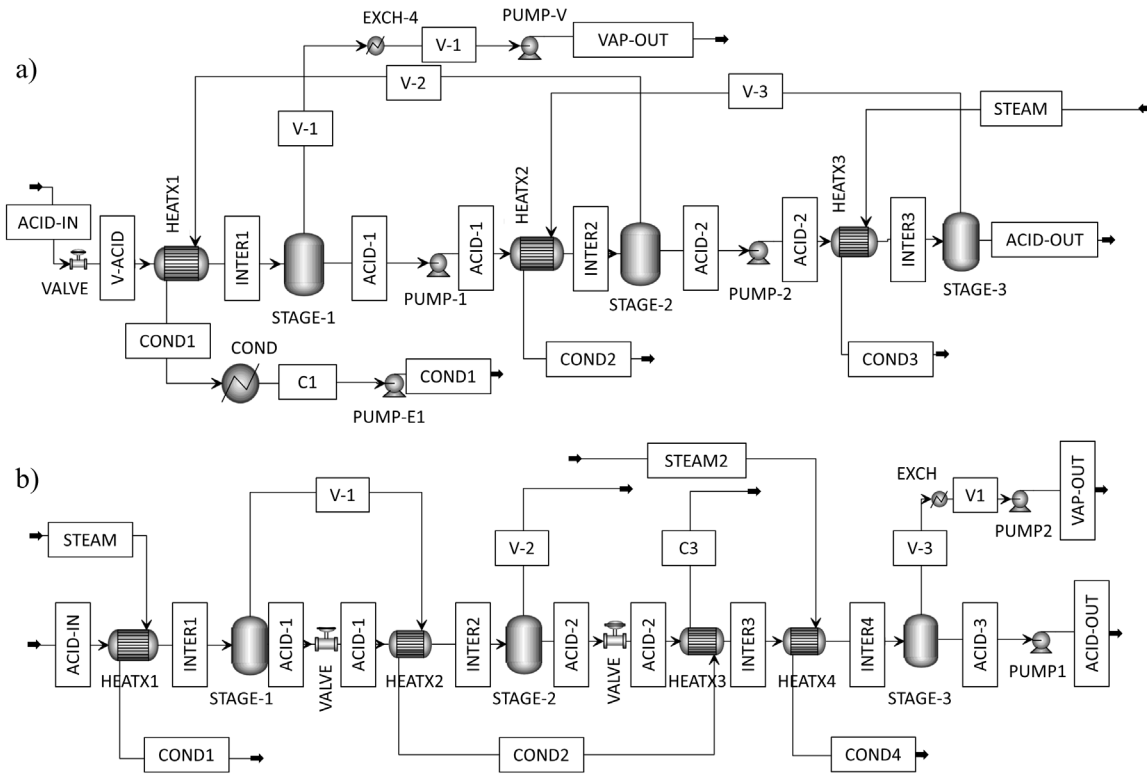 a)
EXCH-4
V-1
PUMP-V
VAP-OUT
V-2
V-3
STEAM
V-1
HEATX1
HEATX2
HEATX3
ACID-IN
VALVE
V-ACID
INTER1
STAGE-1
ACID-1
PUMP-1
ACID-1
INTER2
STAGE-2
ACID-2
PUMP-2
ACID-2
INTER3
STAGE-3
ACID-OUT
COND1
COND
C1
COND1
PUMP-E1
COND2
COND3
b)
STEAM2
V-1
EXCH
V1
PUMP2
VAP-OUT
STEAM
V-2
C3
V-3
ACID-IN
HEATX1
INTER1
STAGE-1
ACID-1
VALVE
ACID-1
HEATX2
INTER2
STAGE-2
ACID-2
VALVE
ACID-2
HEATX3
INTER3
HEATX4
INTER4
STAGE-3
ACID-3
PUMP1
ACID-OUT
COND1
COND2
COND4